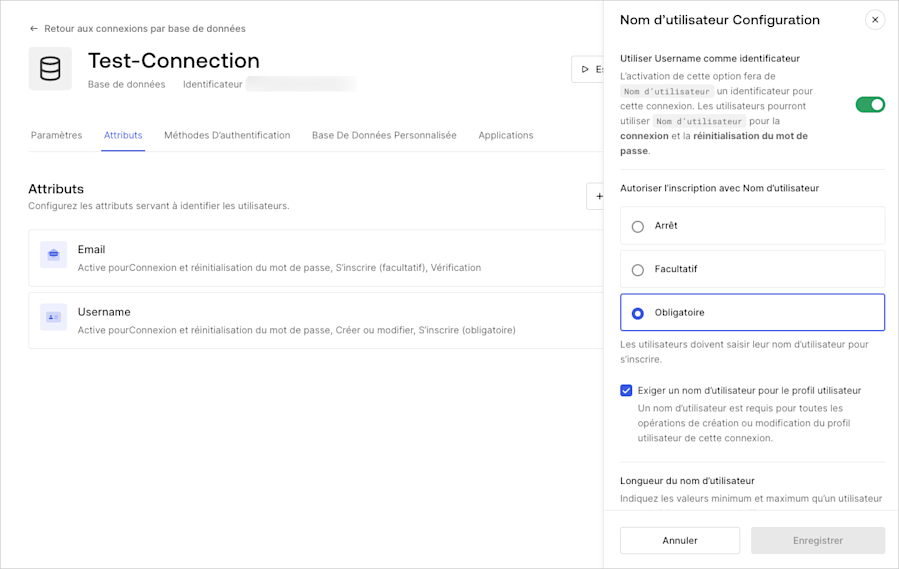 Retour aux connexions par base de données
Test-Connection
Base de données Identificateur
Paramètres Attributs Méthodes D'authentification Base De Données Personnalisée Applications
Attributs
Configurez les attributs servant à identifier les utilisateurs.
Email
Active pourConnexion et réinitialisation du mot de passe, S'inscrire (facultatif), Vérification
Username
Active pourConnexion et réinitialisation du mot de passe, Créer ou modifier, S'inscrire (obligatoire)
Nom d'utilisateur Configuration
Utiliser Username comme identificateur
L'activation de cette option fera de
Nom d'utilisateur un identificateur pour
cette connexion. Les utilisateurs pourront
utiliser Nom d'utilisateur pour la
connexion et la réinitialisation du mot de
passe.
Autoriser l'inscription avec Nom d'utilisateur
Arrêt
Facultatif
Obligatoire
Les utilisateurs doivent saisir leur nom d'utilisateur pour
s'inscrire.
Exiger un nom d'utilisateur pour le profil utilisateur
Un nom d'utilisateur est requis pour toutes les
opérations de création ou modification du profil
utilisateur de cette connexion.
Longueur du nom d'utilisateur
Indiquez les valeurs minimum et maximum qu'un utilisateur
Annuler Enregistrer